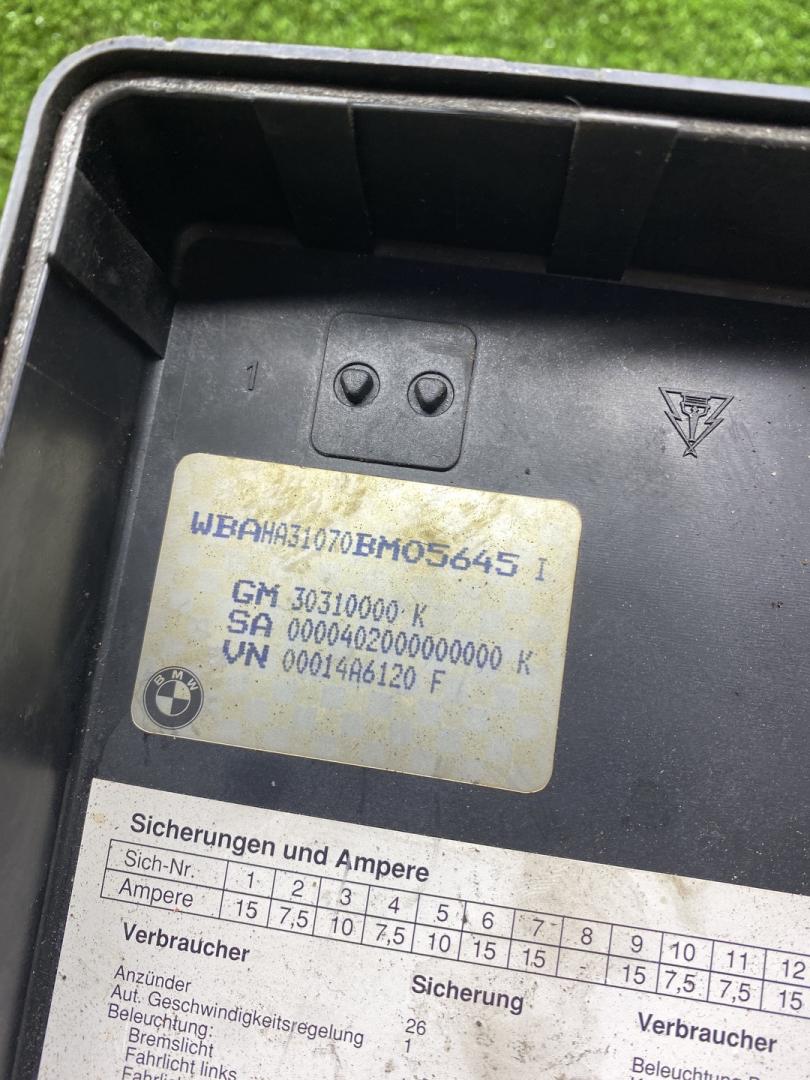 1
WBAHA31070BM05645 I
GM 30310000 K
SA 0000402000000000 K
VN 00014A6120 F
BMW
Sicherungen und Ampere
Sich-Nr. 1 2 3 4 5 6 7 8 9 10 11 12
Ampere 15 7,5 10 7,5 10 15 15 15 7,5 7,5 15
Verbraucher Sicherung Verbraucher
Anzünder 26
Aut. Geschwindigkeitsregelung 1
Beleuchtung: Beleuchtung
Bremslicht
Fahrlicht links